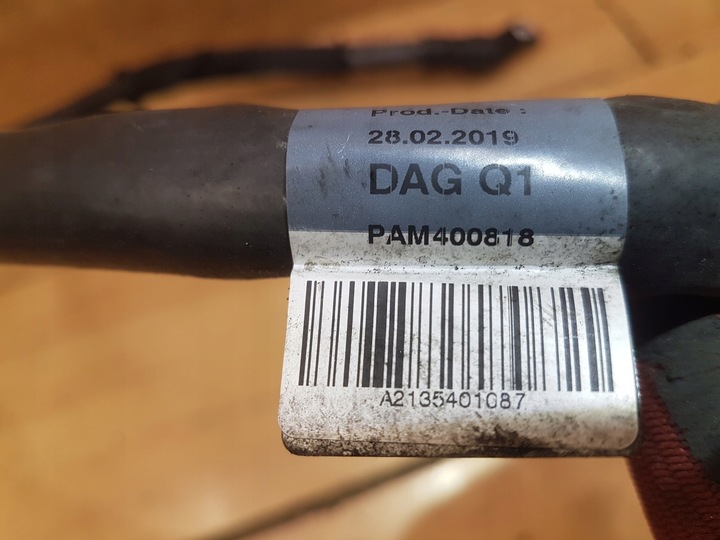 Prod.-Date :
28.02.2019
DAG Q1
PAM400818
A2135401087